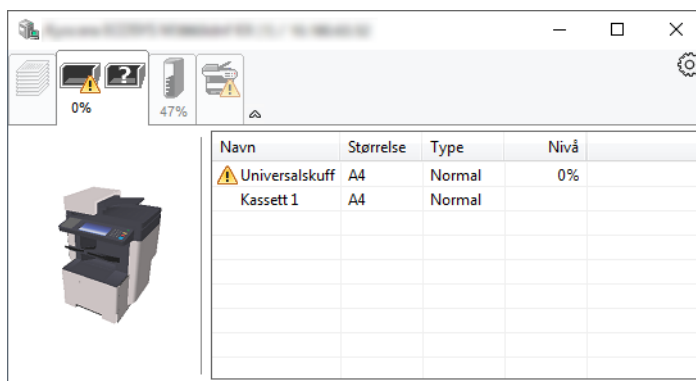 0%
47%
Navn Størrelse Type Nivå
Universalskuff A4 Normal 0%
Kassett 1 A4 Normal